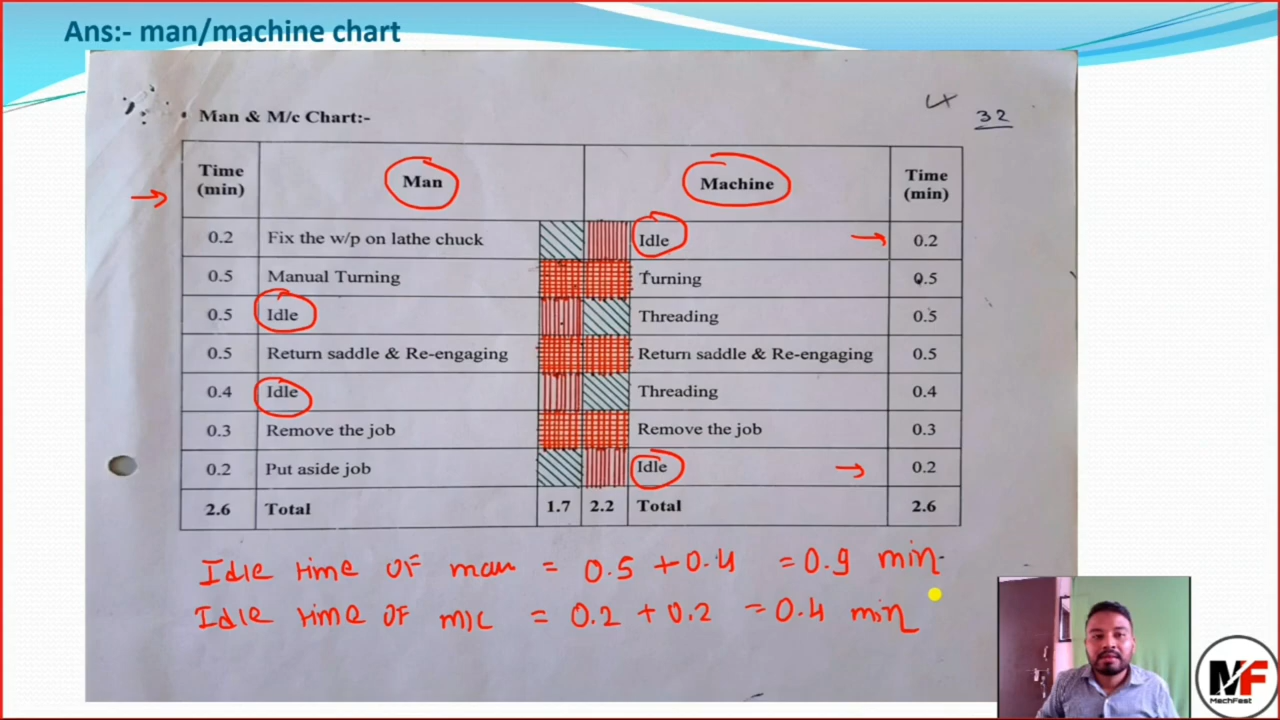 Ans:- man/machine chart
Man & M/c Chart:-
32
Time (min) Man Machine Time (min)
0.2 Fix the w/p on lathe chuck Idle 0.2
0.5 Manual Turning Turning 0.5
0.5 Idle Threading 0.5
0.5 Return saddle & Re-engaging Return saddle & Re-engaging 0.5
0.4 Idle Threading 0.4
0.3 Remove the job Remove the job 0.3
0.2 Put aside job Idle 0.2
2.6 Total 1.7 2.2 Total 2.6
Idle time of man = 0.5 + 0.4 = 0.9 min.
Idle time of m/c = 0.2 + 0.2 = 0.4 min
MF
MechFest